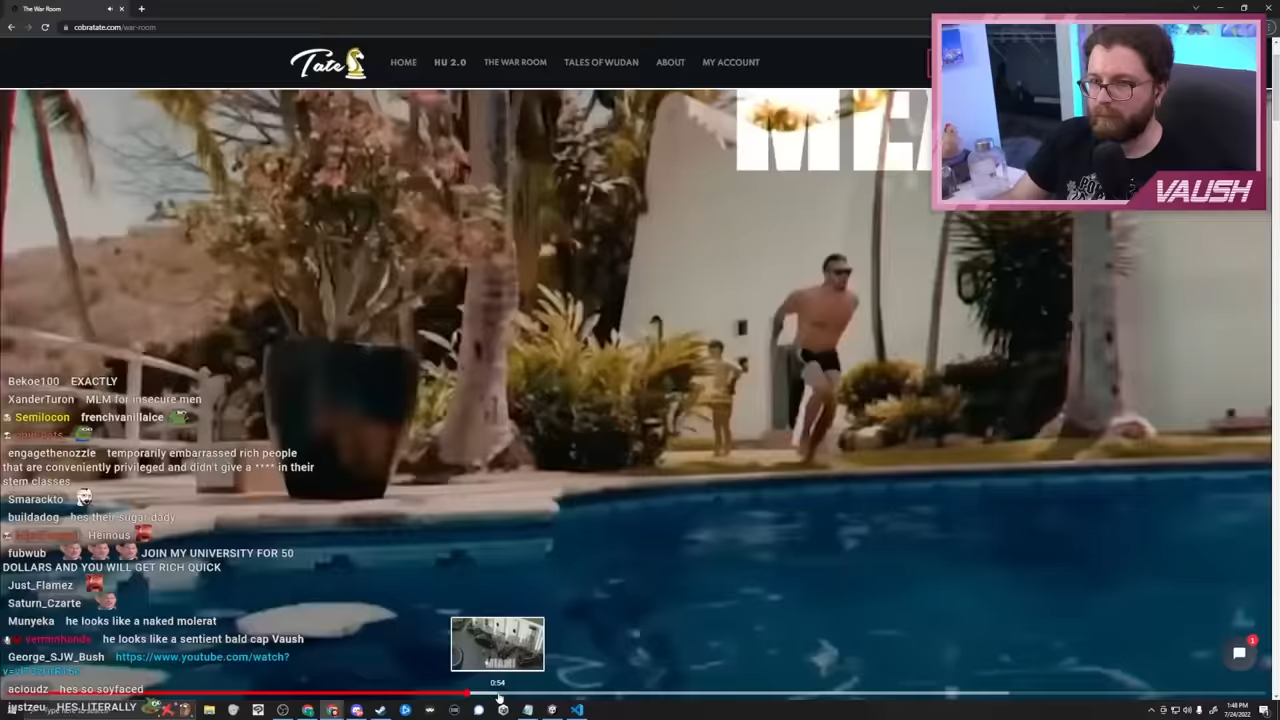 The War Room
cobratate.com/war-room
Tate
HOME
HU 2.0
THE WAR ROOM
TALES OF WUDAN
ABOUT
MY ACCOUNT
VAUSH
Bekoe100 EXACTLY
XanderTuron MLM for insecure men
Semilocon frenchvanillaice
engagethenozzle temporarily embarrassed rich people
that are conveniently privileged and didn't give a **** in their
stem classes
Smarackto
buildadog hes their sugar dady
Heinous
fubwub JOIN MY UNIVERSITY FOR 50
DOLLARS AND YOU WILL GET RICH QUICK
Just_Flamez
Saturn_Czarte
Munyeka he looks like a naked molerat
he looks like a sentient bald cap Vaush
George_SJW_Bush https://www.youtube.com/watch?
acioudz hes so soyfaced
HES LITERALLY
MIAMI
0:54
1
1:48 PM
7/24/2022